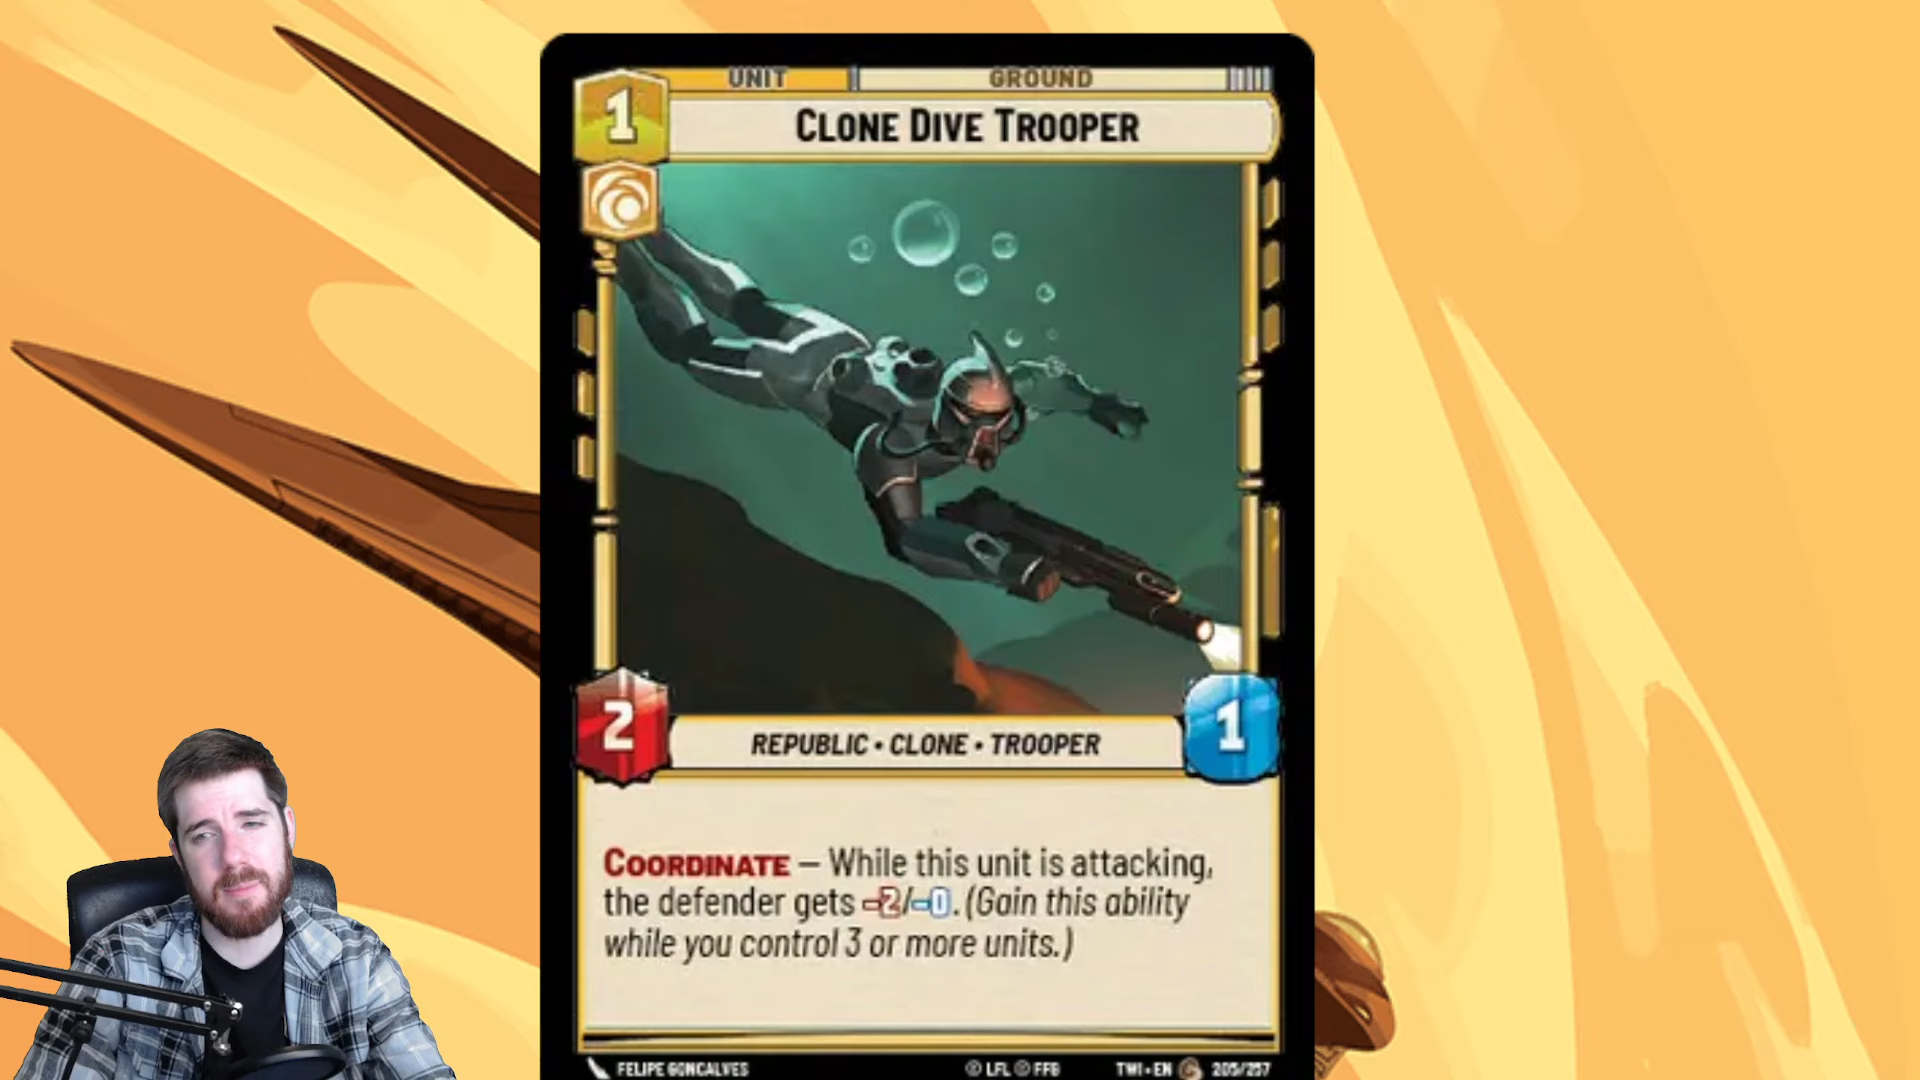 UNIT
GROUND
1
CLONE DIVE TROOPER
2
REPUBLIC • CLONE • TROOPER
1
COORDINATE – While this unit is attacking,
the defender gets -2/-0. (Gain this ability
while you control 3 or more units.)
FELIPE GONCALVES
© LFL © FFG
TWI • EN
205/257